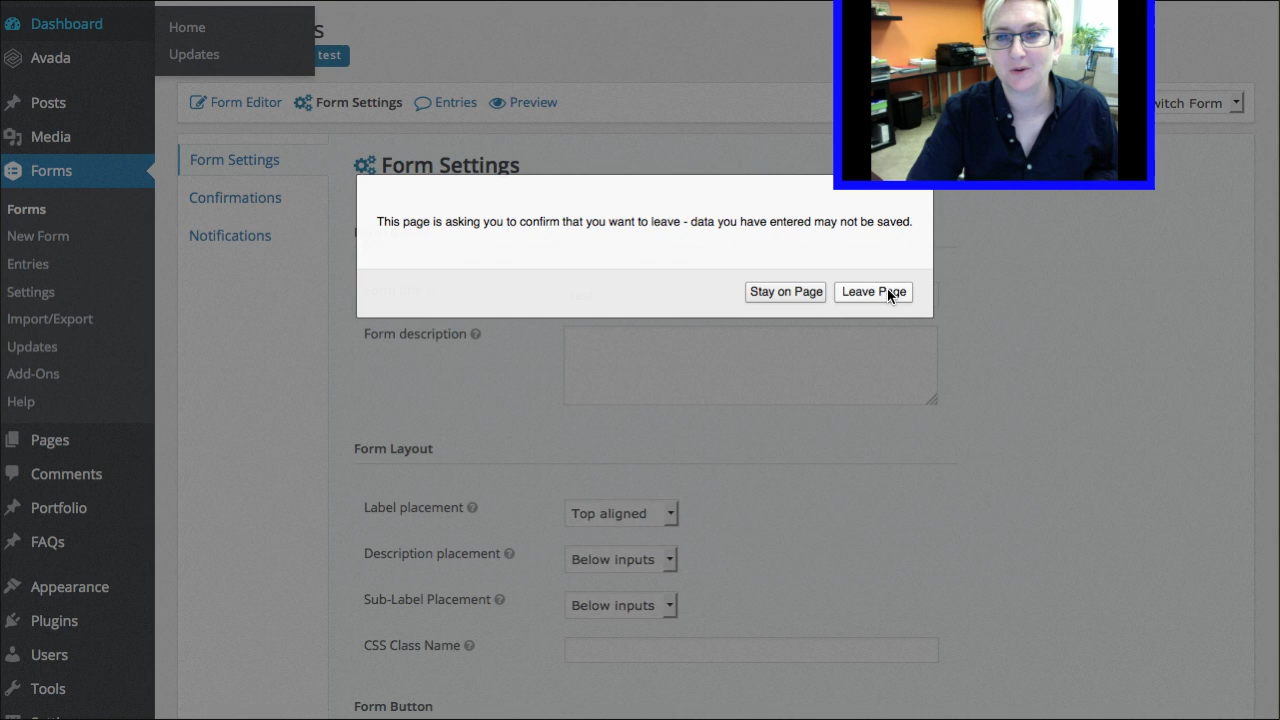 Dashboard
Avada
Posts
Media
Forms
Forms
New Form
Entries
Settings
Import/Export
Updates
Add-Ons
Help
Pages
Comments
Portfolio
FAQs
Appearance
Plugins
Users
Tools
Home
Updates
s
test
Form Editor
Form Settings
Entries
Preview
witch Form
Form Settings
Confirmations
Notifications
Form Settings
This page is asking you to confirm that you want to leave - data you have entered may not be saved.
Stay on Page
Leave Page
Form description
Form Layout
Label placement
Top aligned
Description placement
Below inputs
Sub-Label Placement
Below inputs
CSS Class Name
Form Button